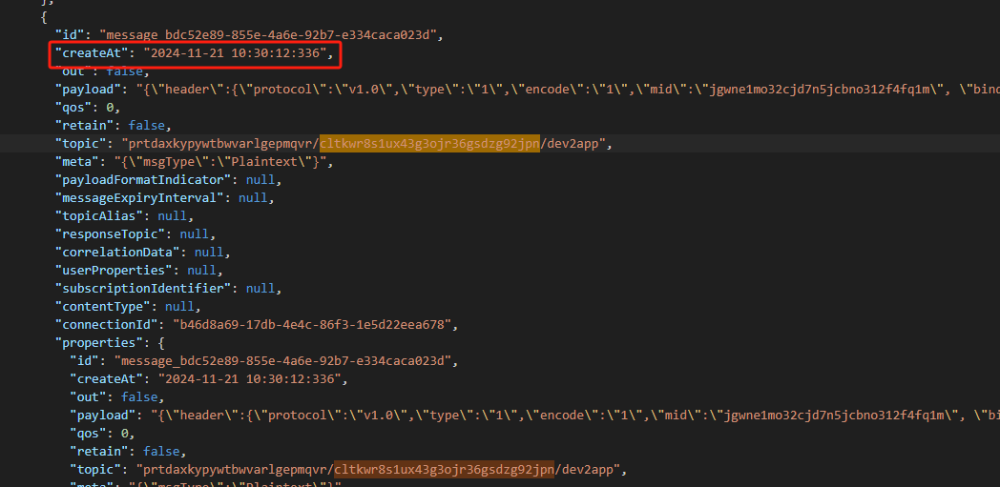 },
{
"id": "message_bdc52e89-855e-4a6e-92b7-e334caca023d",
"createAt": "2024-11-21 10:30:12:336",
"out": false,
"payload": "{\"header\":{\"protocol\":\"v1.0\",\"type\":\"1\",\"encode\":\"1\",\"mid\":\"jgwne1mo32cjd7n5jcbno312f4fq1m\", \"bind
"qos": 0,
"retain": false,
"topic": "prtdaxkypywtbwvarlgepmqvr/cltkwr8s1ux43g3ojr36gsdzg92jpn/dev2app",
"meta": "{\"msgType\":\"Plaintext\"}",
"payloadFormatIndicator": null,
"messageExpiryInterval": null,
"topicAlias": null,
"responseTopic": null,
"correlationData": null,
"userProperties": null,
"subscriptionIdentifier": null,
"contentType": null,
"connectionId": "b46d8a69-17db-4e4c-86f3-1e5d22eea678",
"properties": {
"id": "message_bdc52e89-855e-4a6e-92b7-e334caca023d",
"createAt": "2024-11-21 10:30:12:336",
"out": false,
"payload": "{\"header\":{\"protocol\":\"v1.0\",\"type\":\"1\",\"encode\":\"1\",\"mid\":\"jgwne1mo32cjd7n5jcbno312f4fq1m\", \"bi
"qos": 0,
"retain": false,
"topic": "prtdaxkypywtbwvarlgepmqvr/cltkwr8s1ux43g3ojr36gsdzg92jpn/dev2app",
"meta": "{\"msgType\":\"Plaintext\"}"